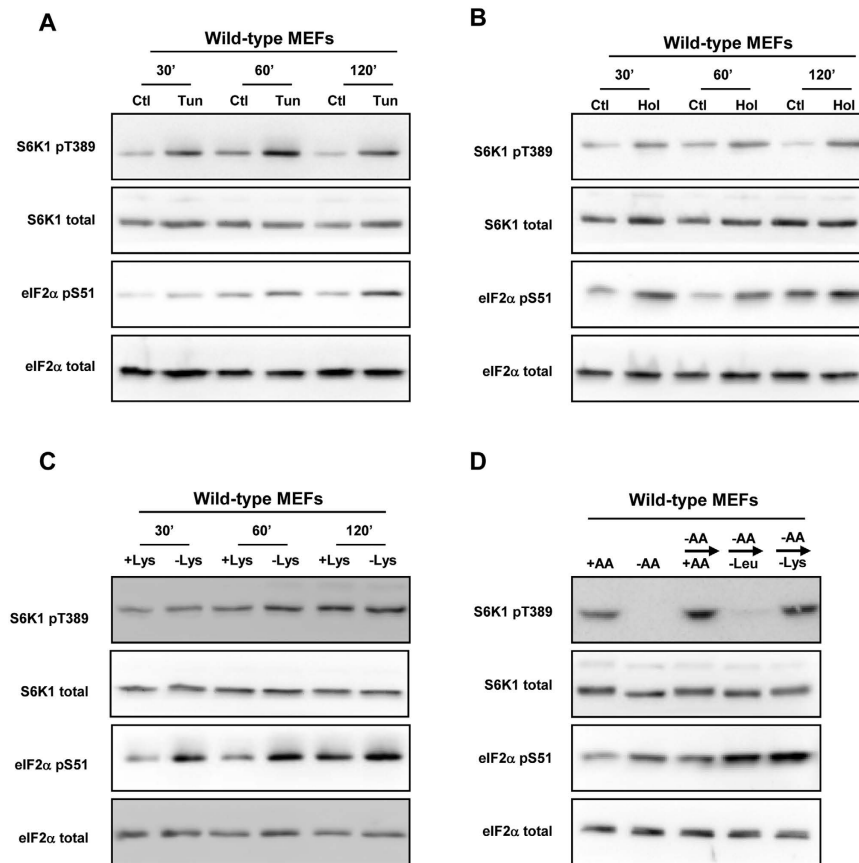 A
Wild-type MEFs
30’ 60’ 120’
Ctl Tun Ctl Tun Ctl Tun
S6K1 pT389
S6K1 total
eIF2α pS51
eIF2α total
B
Wild-type MEFs
30’ 60’ 120’
Ctl Hol Ctl Hol Ctl Hol
S6K1 pT389
S6K1 total
eIF2α pS51
eIF2α total
C
Wild-type MEFs
30’ 60’ 120’
+Lys -Lys +Lys -Lys +Lys -Lys
S6K1 pT389
S6K1 total
eIF2α pS51
eIF2α total
D
Wild-type MEFs
-AA -AA -AA
+AA -AA +AA -Leu -Lys
S6K1 pT389
S6K1 total
eIF2α pS51
eIF2α total